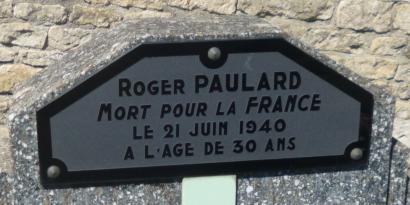 ROGER PAULARD
MORT POUR LA FRANCE
LE 21 JUIN 1940
A L'AGE DE 30 ANS